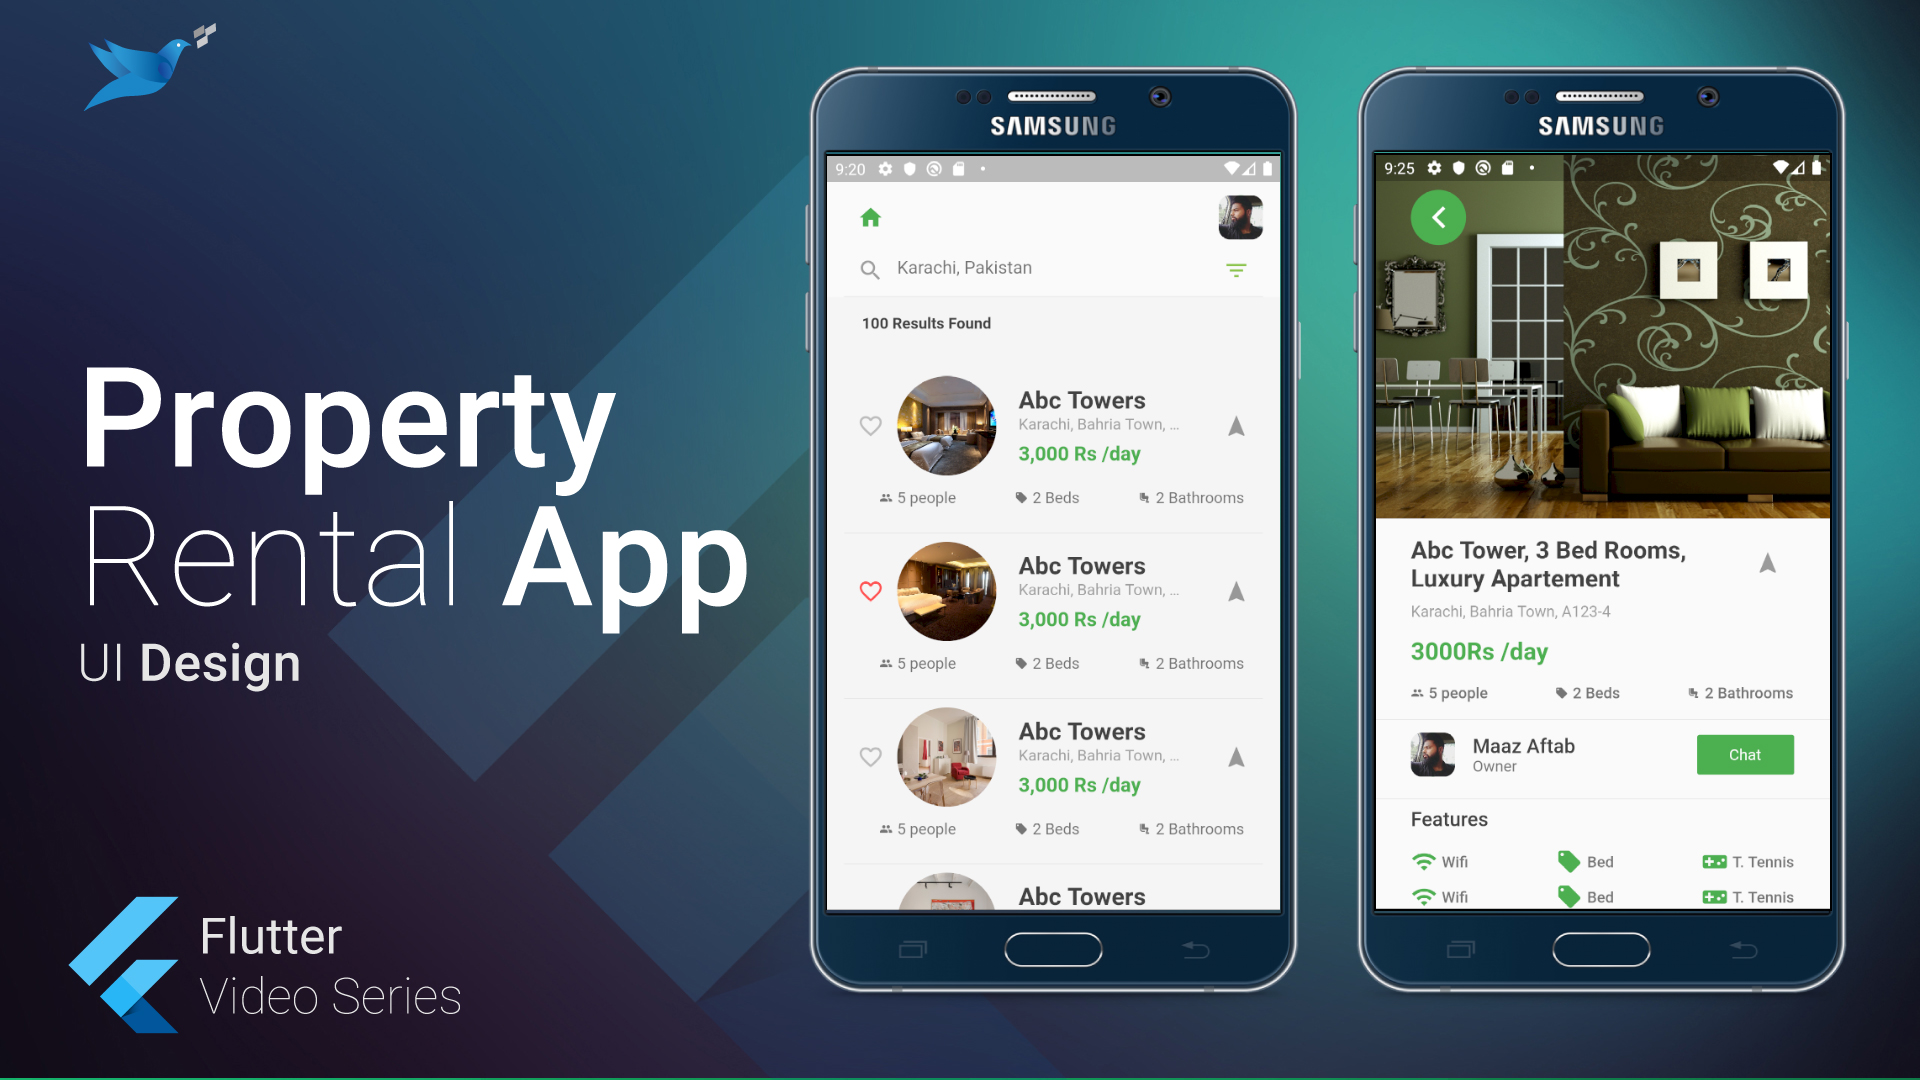 Property
Rental App
UI Design
Flutter
Video Series
SAMSUNG
9:20
Karachi, Pakistan
100 Results Found
Abc Towers
Karachi, Bahria Town, ...
3,000 Rs /day
5 people 2 Beds 2 Bathrooms
Abc Towers
Karachi, Bahria Town, ...
3,000 Rs /day
5 people 2 Beds 2 Bathrooms
Abc Towers
Karachi, Bahria Town, ...
3,000 Rs /day
5 people 2 Beds 2 Bathrooms
Abc Towers
SAMSUNG
9:25
Abc Tower, 3 Bed Rooms,
Luxury Apartement
Karachi, Bahria Town, A123-4
3000Rs /day
5 people 2 Beds 2 Bathrooms
Maaz Aftab
Owner
Chat
Features
Wifi Bed T. Tennis
Wifi Bed T. Tennis